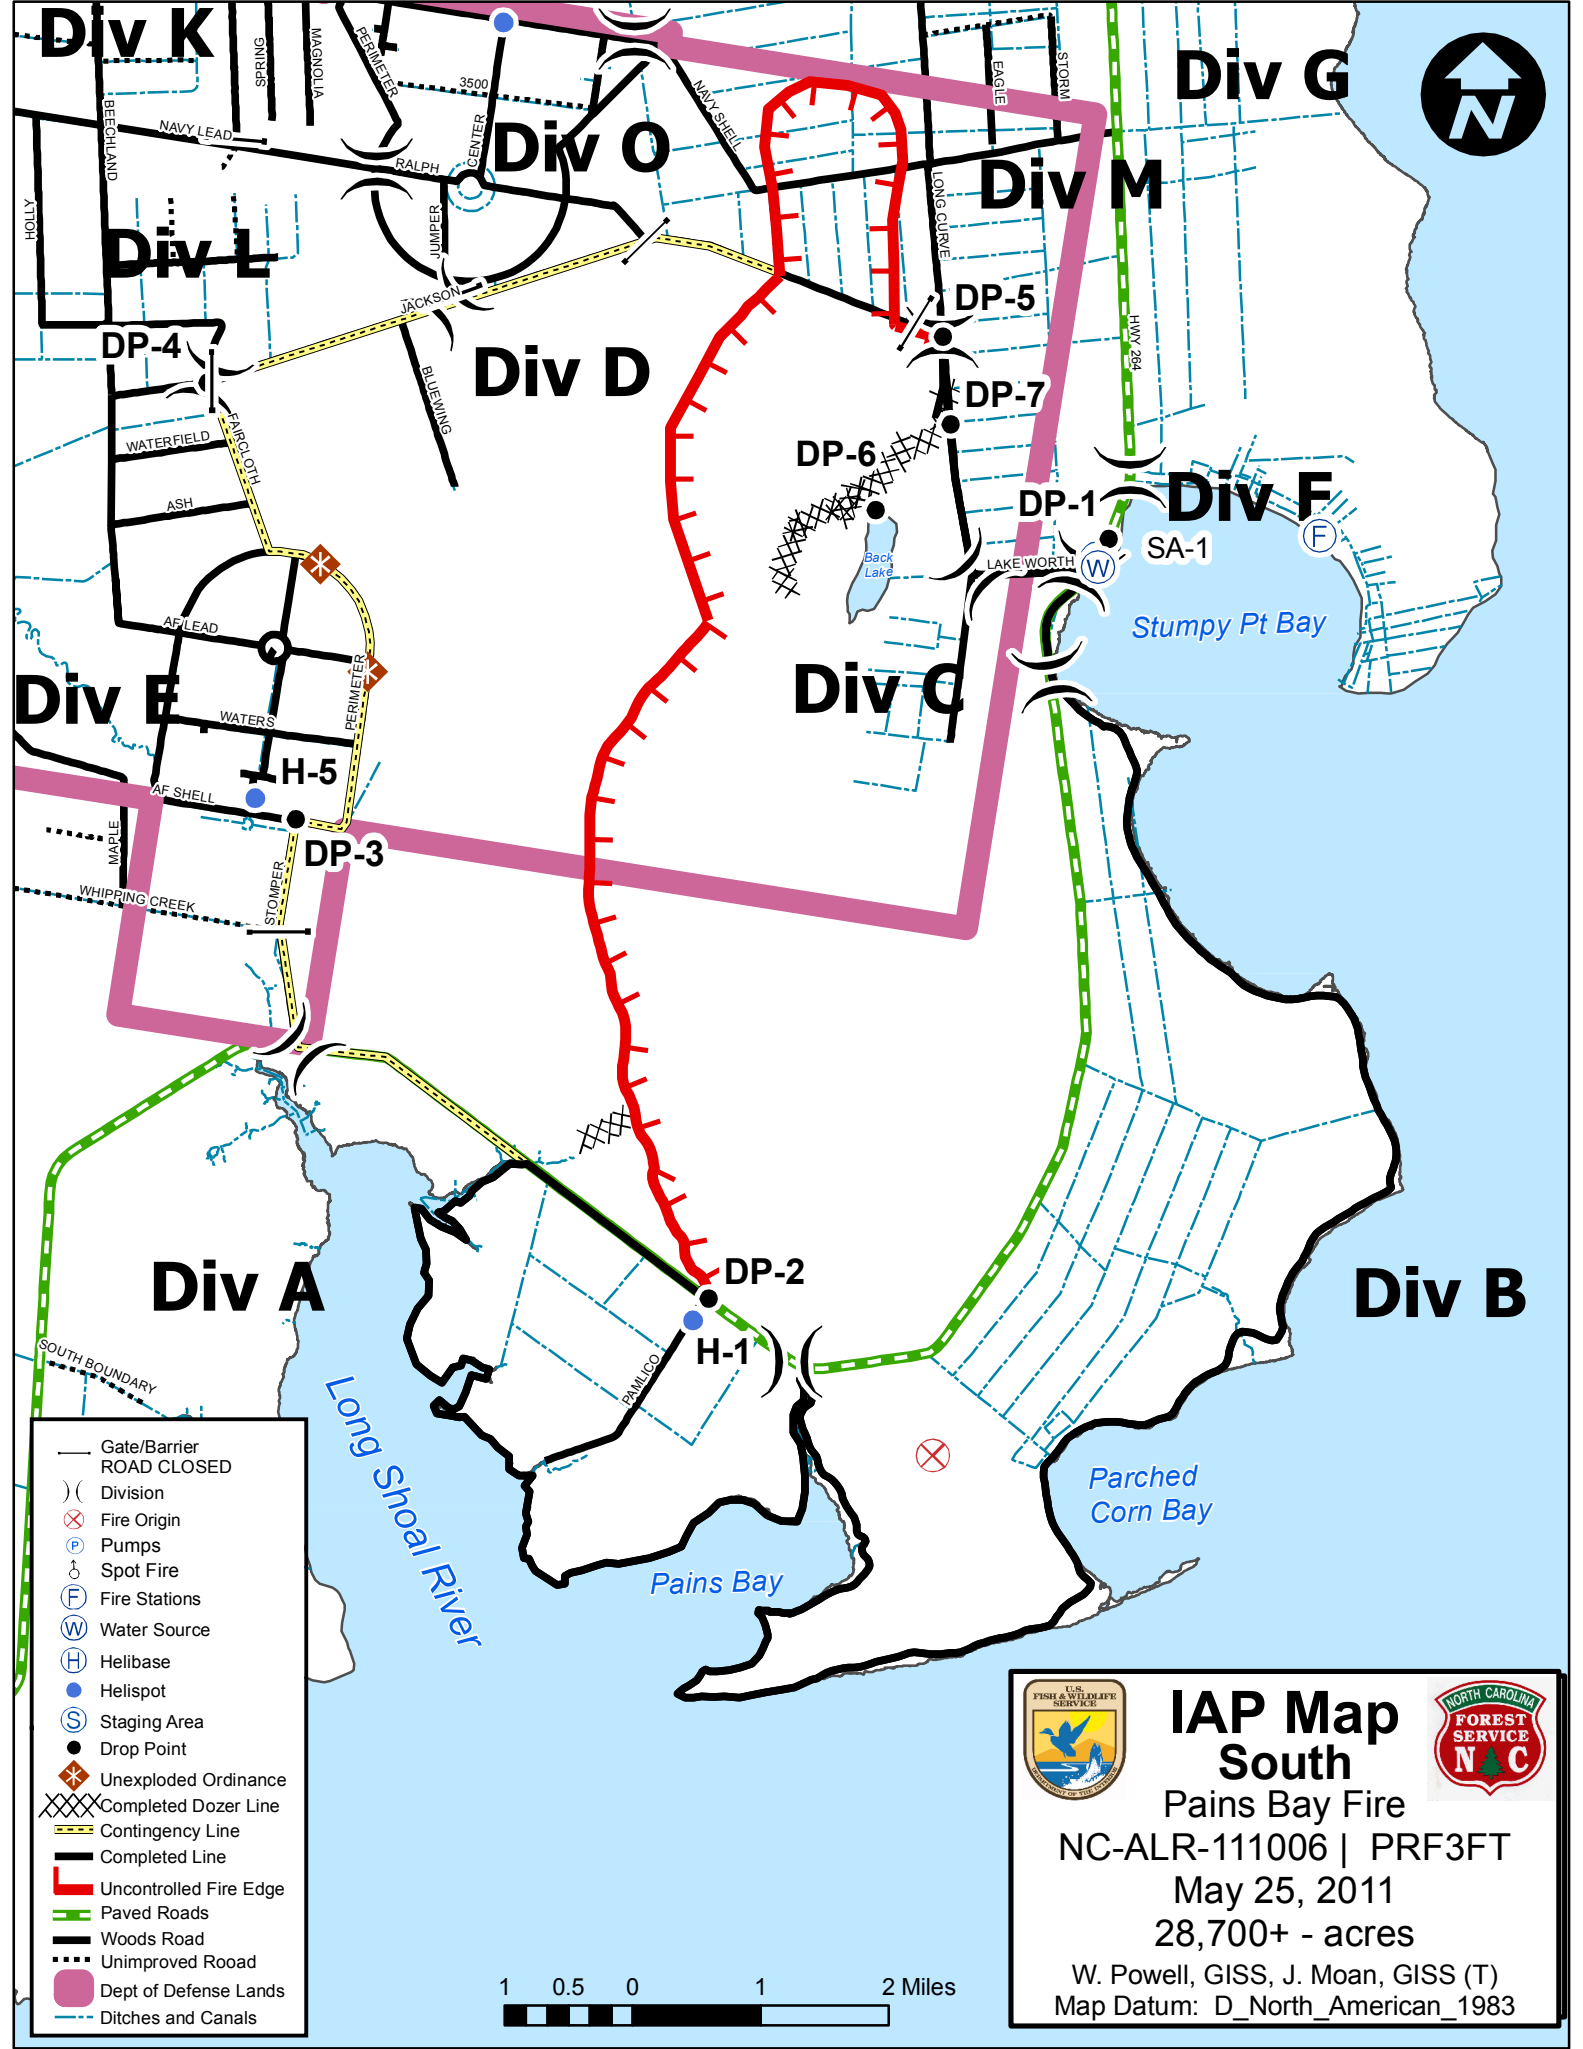 Div K
SPRING
MAGNOLIA
PERIMETER
3500
NAVY SHELL
EAGLE
STORM
Div G
N
BEECHLAND
NAVY LEAD
RALPH
CENTER
Div O
Div M
HOLLY
JUMPER
LONG CURVE
Div L
JACKSON
DP-5
HWY 264
DP-4
Div D
BLUEWING
DP-7
FAIRCLOTH
WATERFIELD
DP-6
ASH
DP-1
Div F
F
SA-1
Back
Lake
LAKE WORTH
W
AF LEAD
Stumpy Pt Bay
PERIMETER
Div E
Div C
WATERS
H-5
AF SHELL
MAPLE
DP-3
STOMPER
WHIPPING CREEK
Div A
DP-2
Div B
H-1
PAMLICO
SOUTH BOUNDARY
Long Shoal River
Parched
Corn Bay
Pains Bay
Gate/Barrier
ROAD CLOSED
Division
Fire Origin
P Pumps
Spot Fire
F Fire Stations
W Water Source
H Helibase
Helispot
S Staging Area
Drop Point
Unexploded Ordinance
Completed Dozer Line
Contingency Line
Completed Line
Uncontrolled Fire Edge
Paved Roads
Woods Road
Unimproved Rooad
Dept of Defense Lands
Ditches and Canals
1 0.5 0 1 2 Miles
U.S.
FISH & WILDLIFE
SERVICE
DEPARTMENT OF THE INTERIOR
NORTH CAROLINA
FOREST
SERVICE
N C
IAP Map
South
Pains Bay Fire
NC-ALR-111006 | PRF3FT
May 25, 2011
28,700+ - acres
W. Powell, GISS, J. Moan, GISS (T)
Map Datum: D_North_American_1983